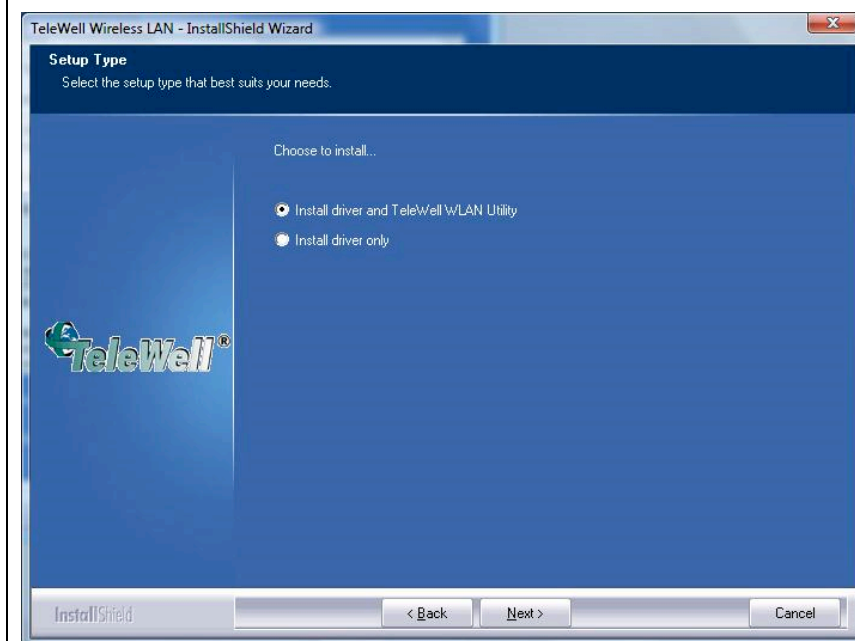 TeleWell Wireless LAN - InstallShield Wizard
Setup Type
Select the setup type that best suits your needs.
Choose to install...
Install driver and TeleWell WLAN Utility
Install driver only
TeleWell®
InstallShield
< Back
Next >
Cancel